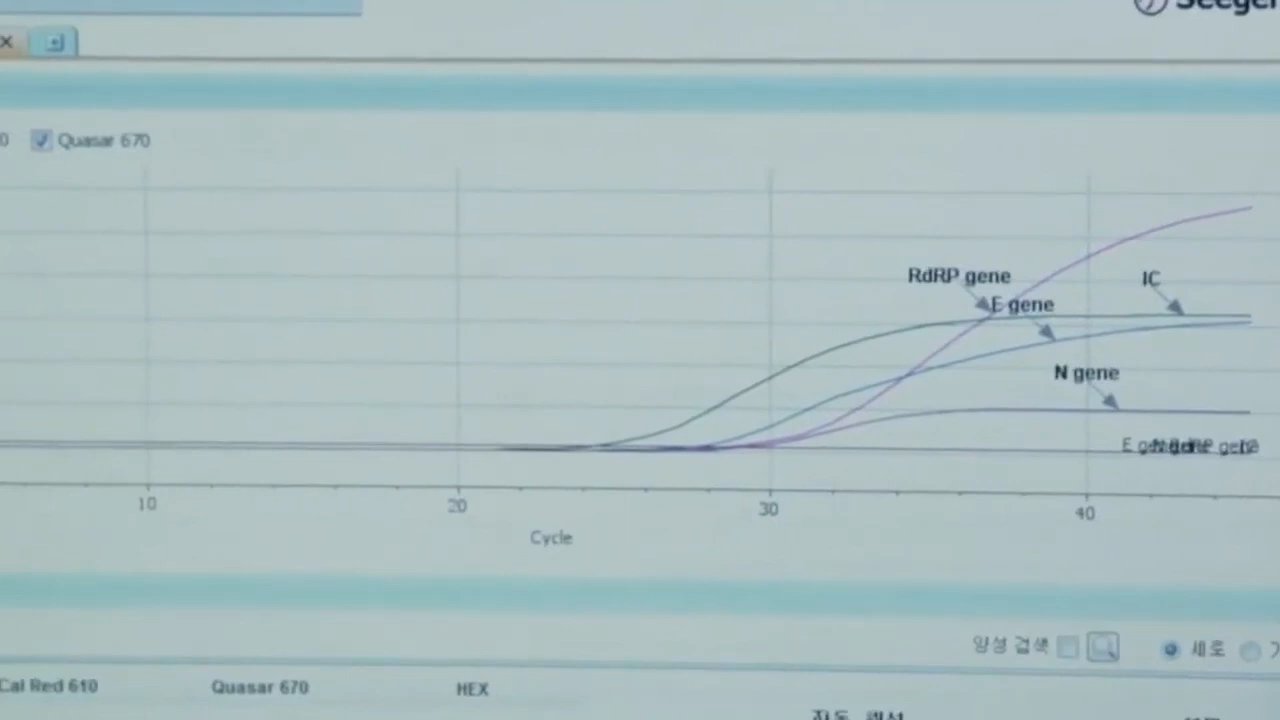 Quasar 670
RdRP gene
IC
E gene
N gene
10
20
30
40
Cycle
양성 검색
세로
Cal Red 610
Quasar 670
HEX